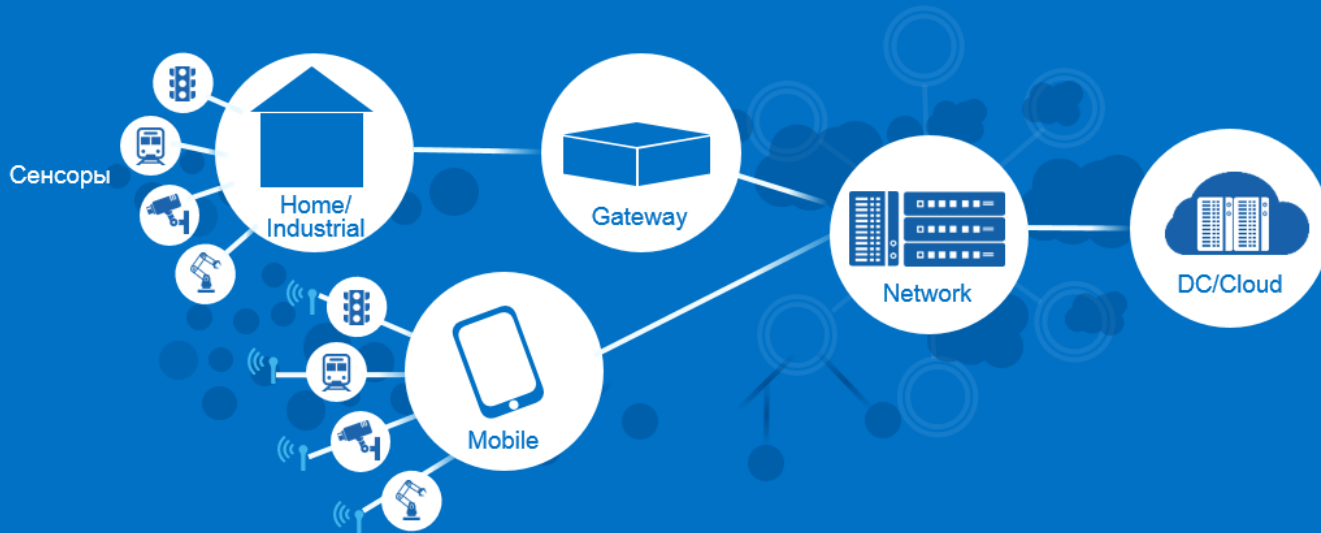 Сенсоры
Home/
Industrial
Gateway
Mobile
Network
DC/Cloud